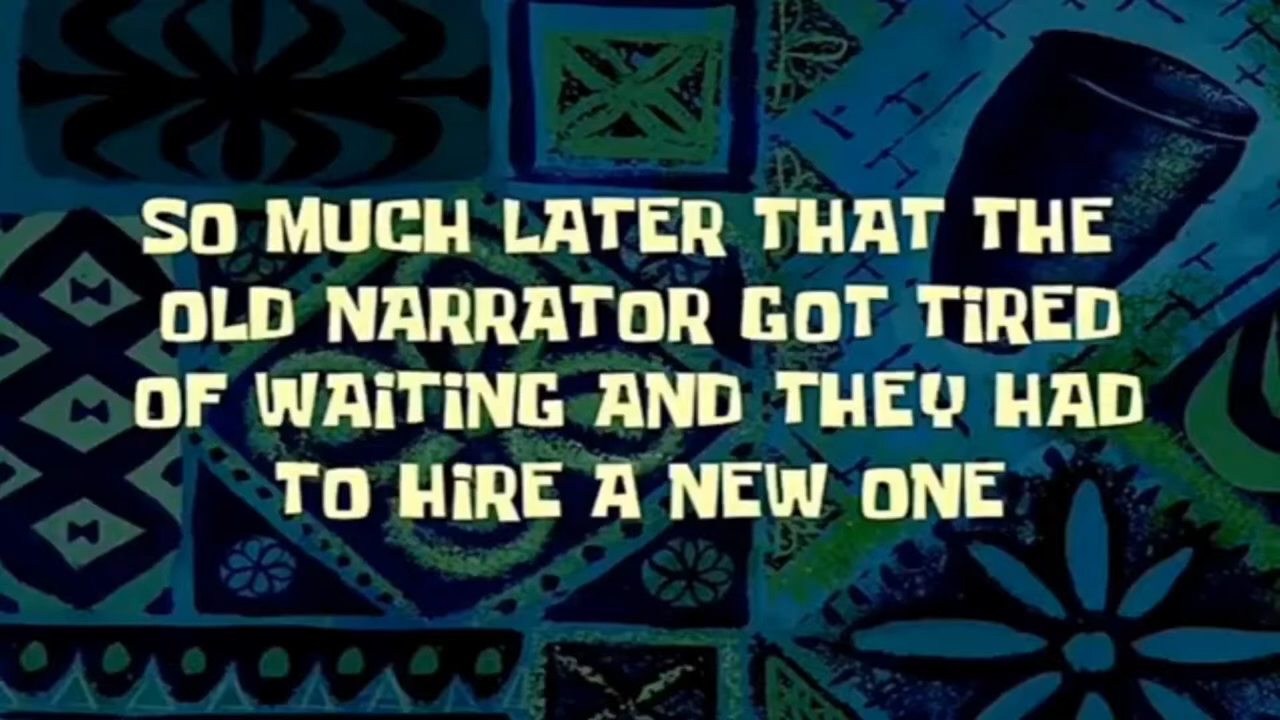 SO MUCH LATER THAT THE
OLD NARRATOR GOT TiRED
OF WAiTiNG AND THEY HAD
TO HiRE A NEW ONE